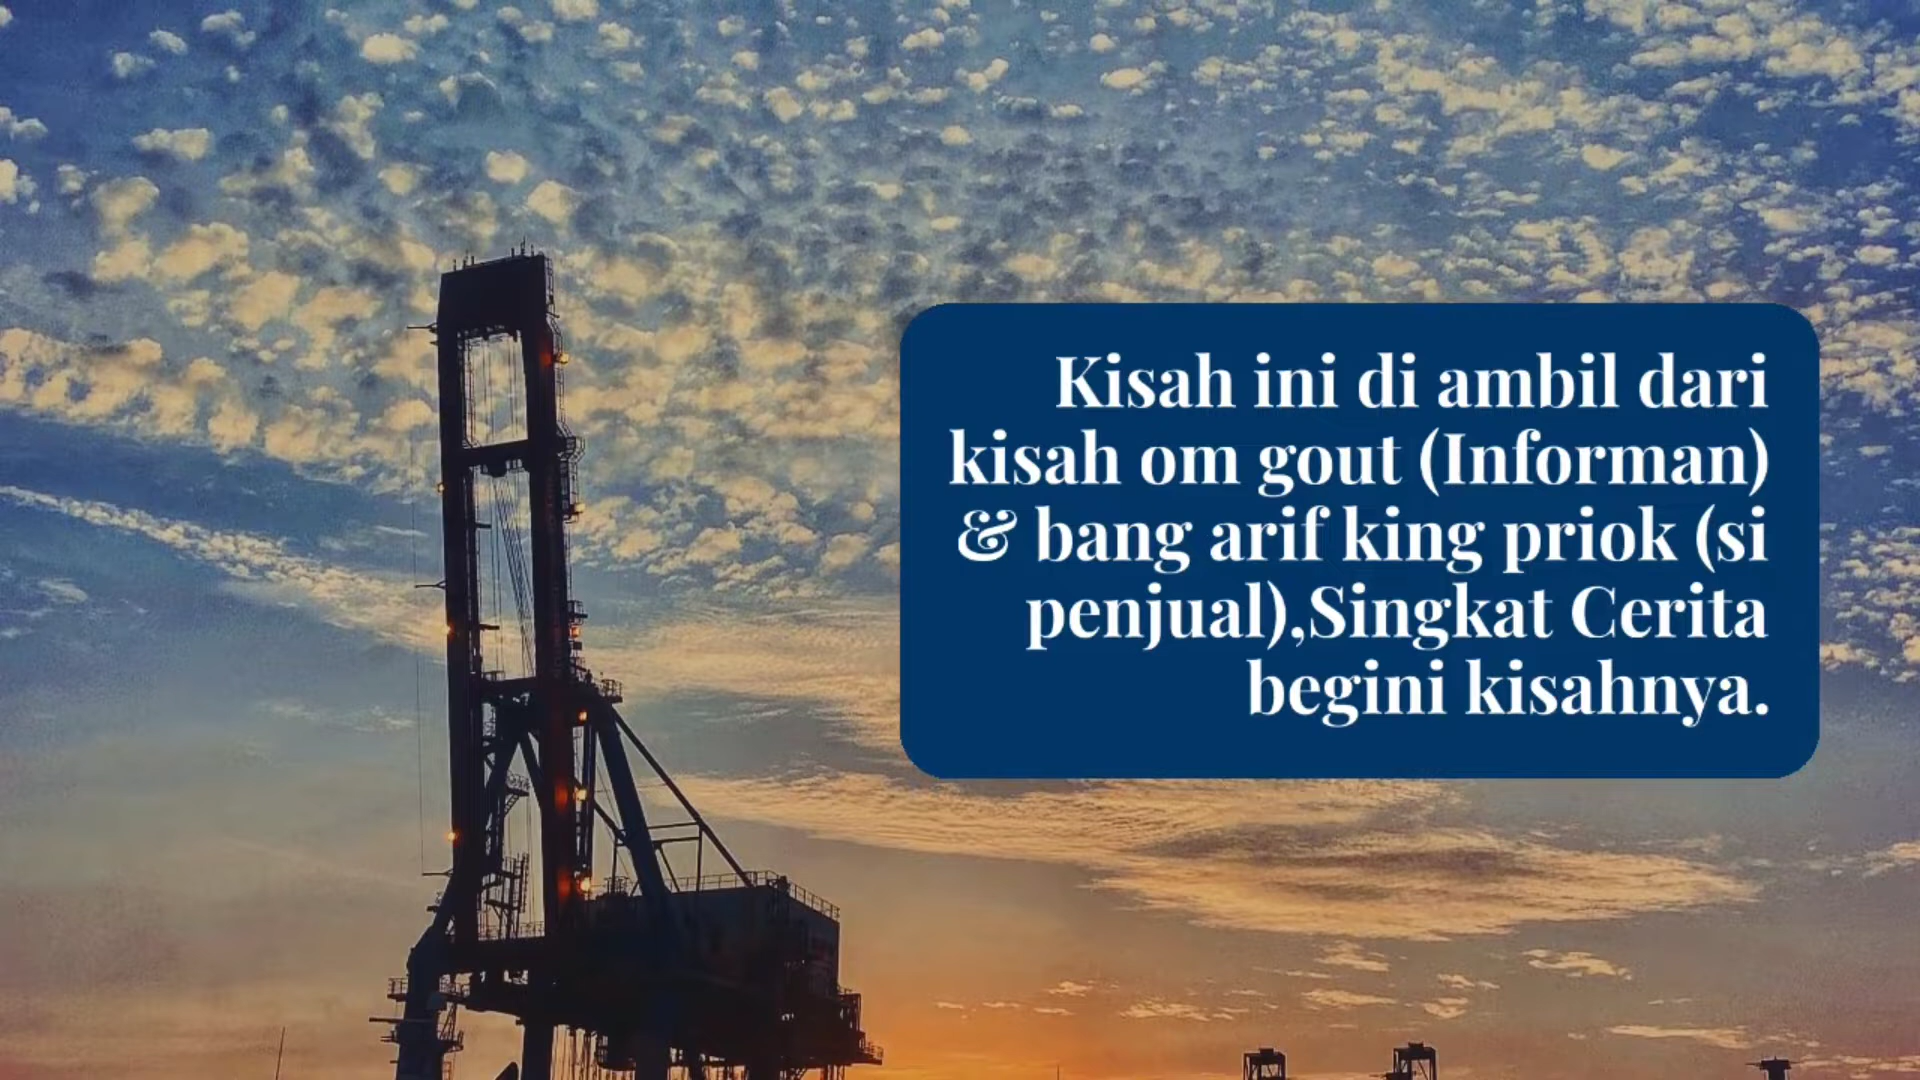 Kisah ini di ambil dari
kisah om gout (Informan)
& bang arif king priok (si
penjual),Singkat Cerita
begini kisahnya.